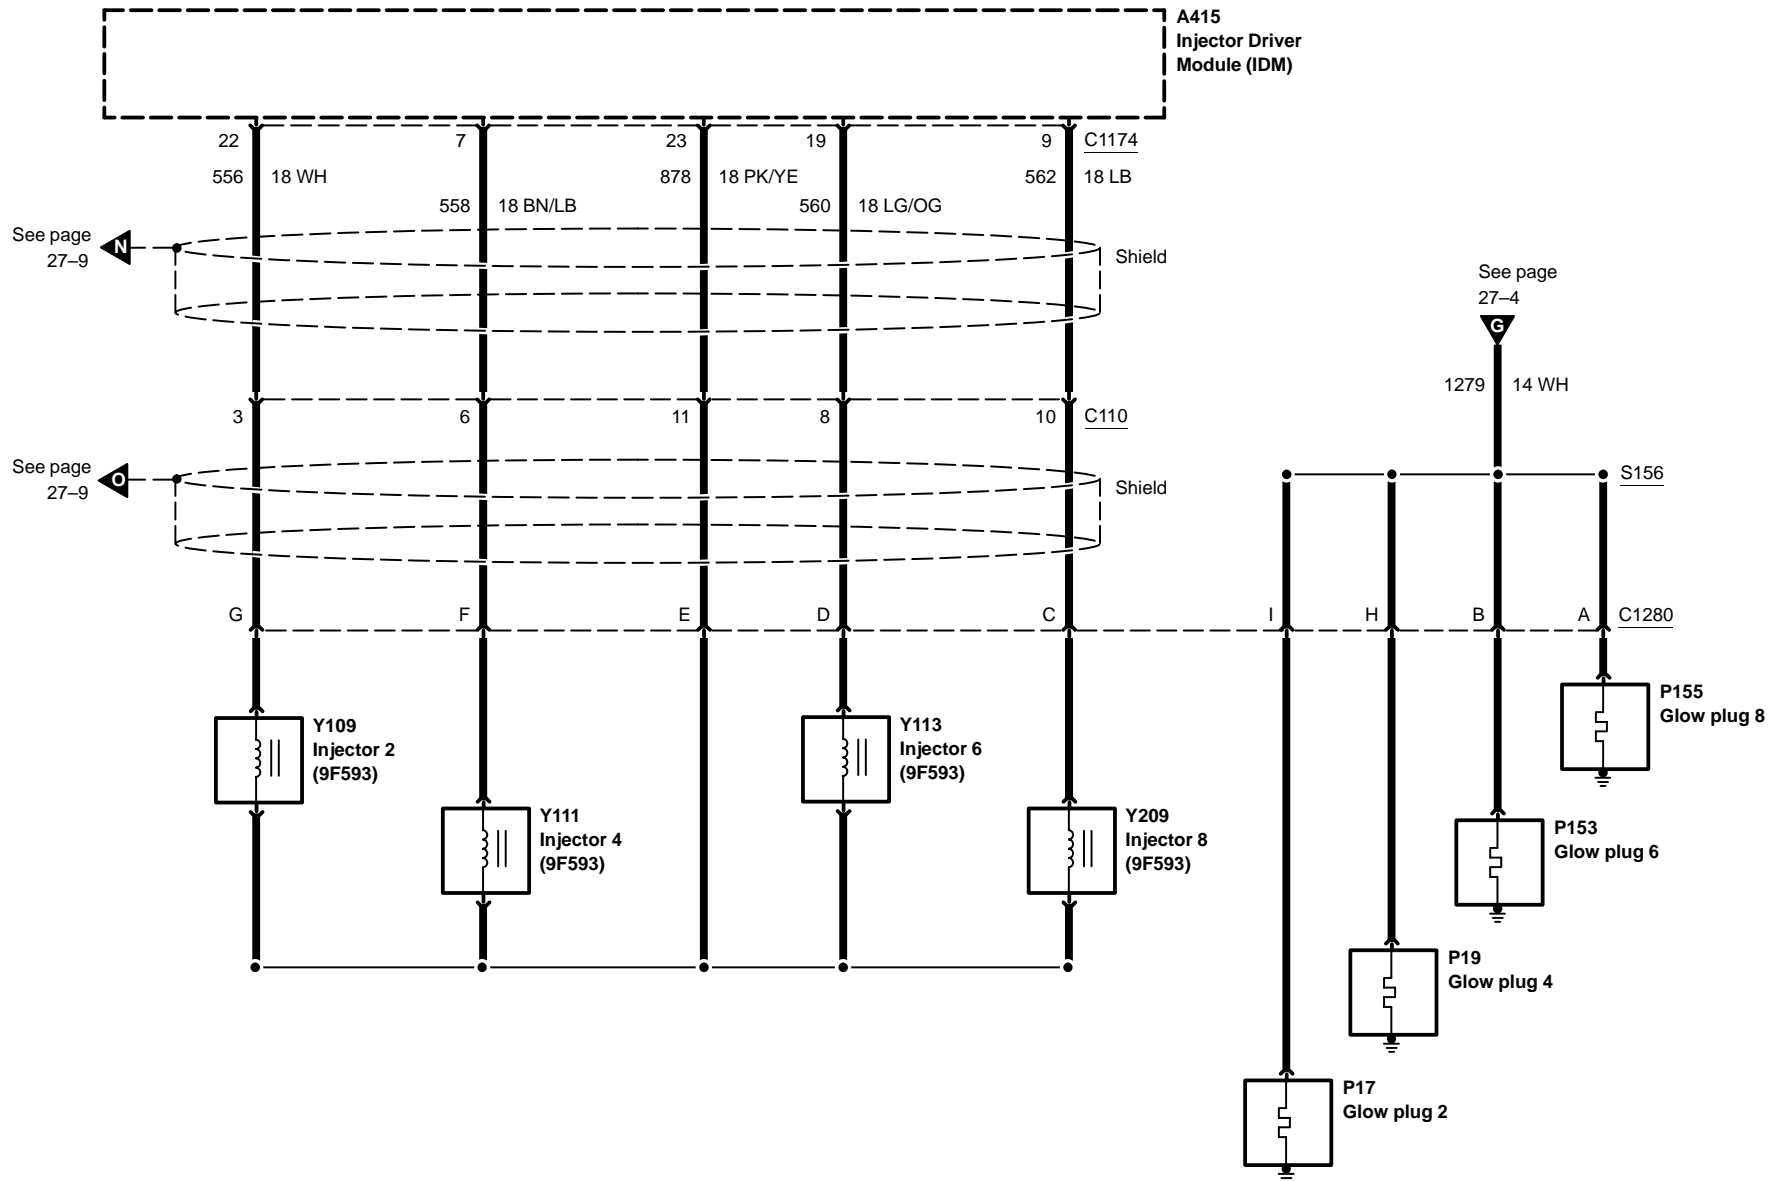 A415
Injector Driver
Module (IDM)
22 7 23 19 9 C1174
556 18 WH 878 18 PK/YE 562 18 LB
558 18 BN/LB 560 18 LG/OG
See page
27–9
N
Shield
See page
27–4
G
1279 14 WH
3 6 11 8 10 C110
See page
27–9
O
Shield
S156
G F E D C I H B A C1280
P155
Glow plug 8
Y109
Injector 2
(9F593)
Y113
Injector 6
(9F593)
Y111
Injector 4
(9F593)
Y209
Injector 8
(9F593)
P153
Glow plug 6
P19
Glow plug 4
P17
Glow plug 2